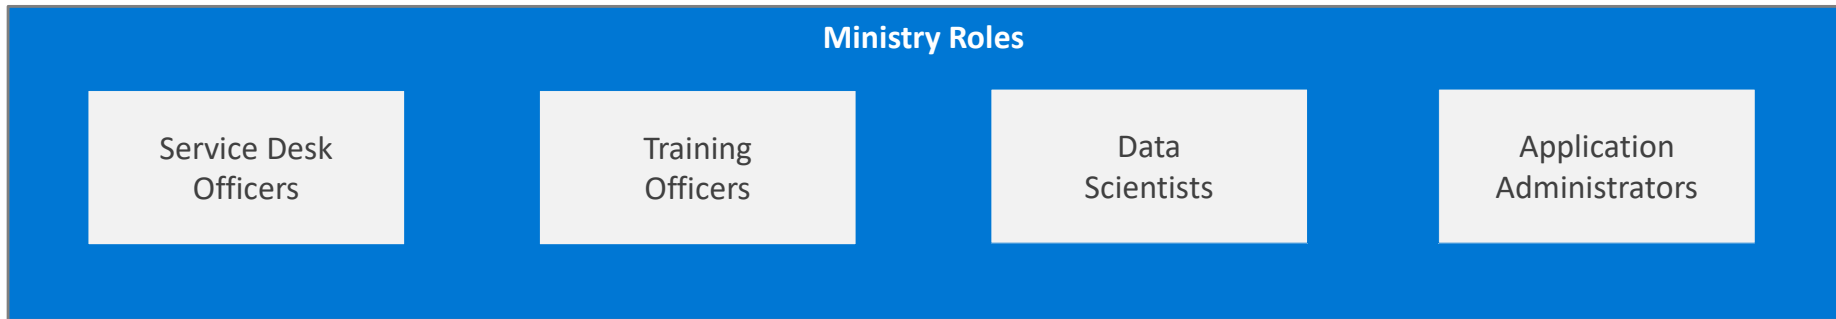 Ministry Roles
Service Desk
Officers
Training
Officers
Data
Scientists
Application
Administrators